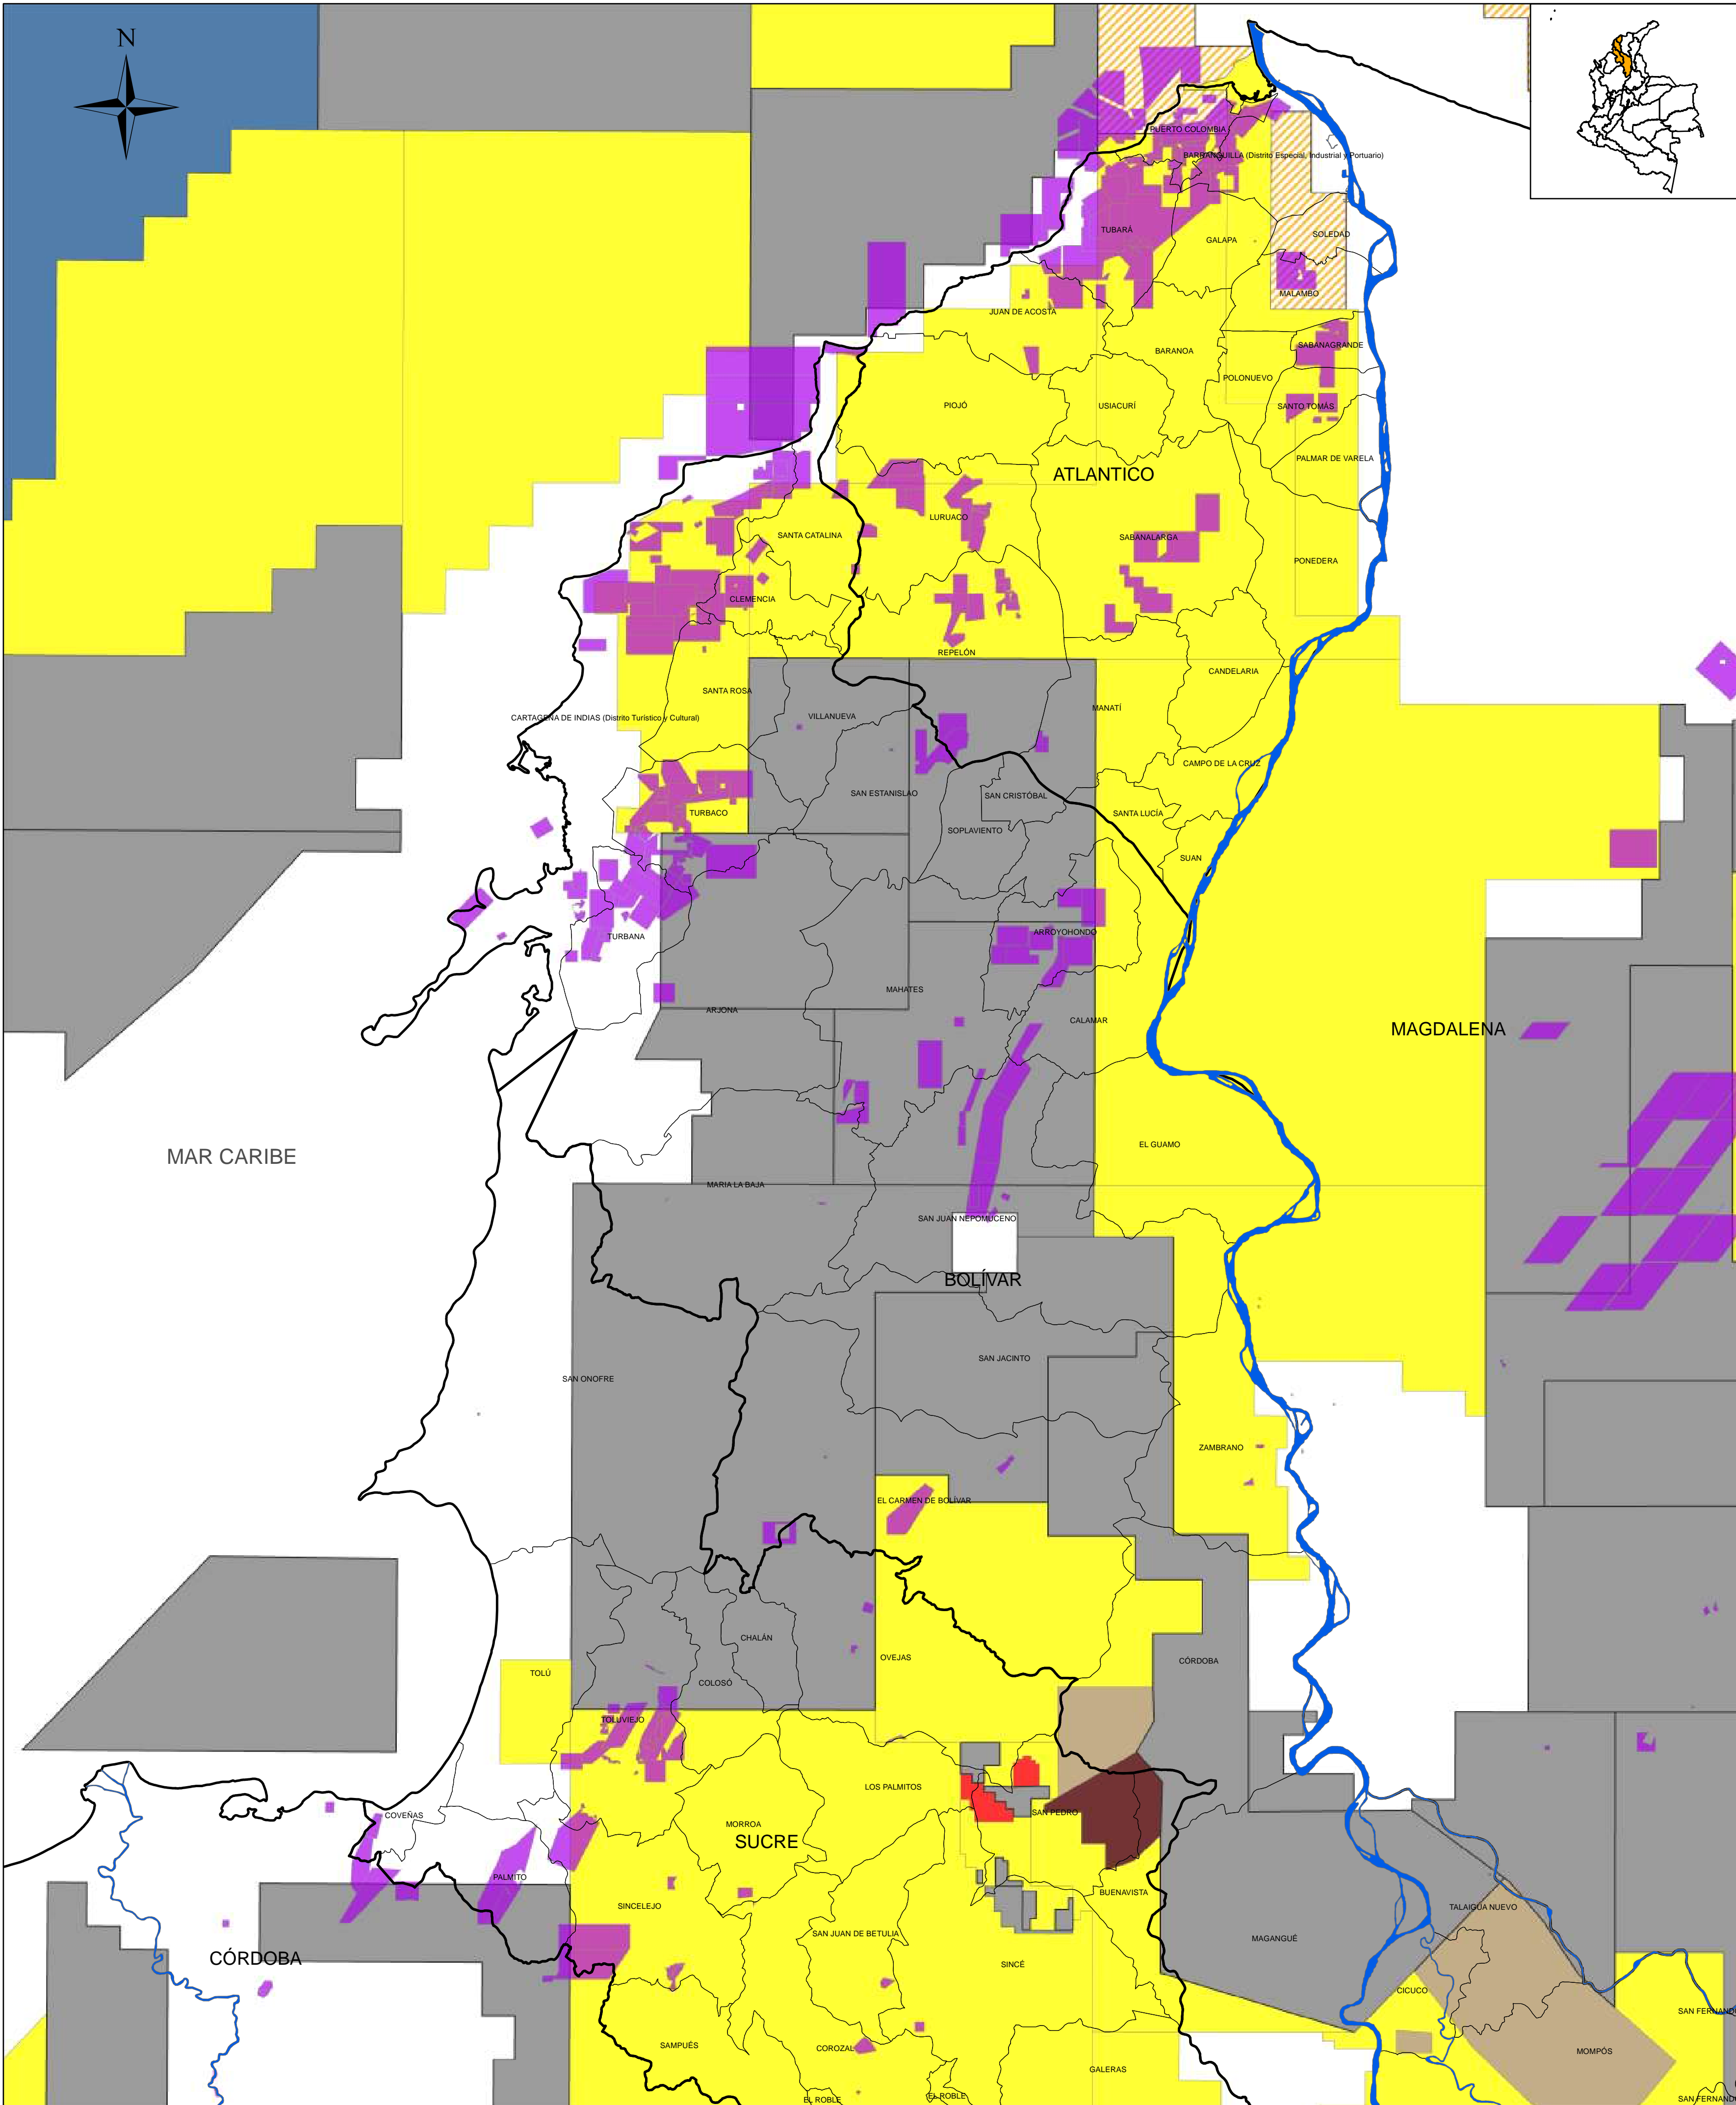 N
PUERTO COLOMBIA
BARRANQUILLA (Distrito Especial, Industrial y Portuario)
TUBARÁ
SOLEDAD
GALAPA
MALAMBO
JUAN DE ACOSTA
SABANAGRANDE
BARANOA
POLONUEVO
PIOJÓ
USIACURÍ
SANTO TOMÁS
PALMAR DE VARELA
ATLANTICO
LURUACO
SANTA CATALINA
SABANALARGA
PONEDERA
CLEMENCIA
REPELÓN
CANDELARIA
SANTA ROSA
MANATÍ
CARTAGENA DE INDIAS (Distrito Turístico y Cultural)
VILLANUEVA
CAMPO DE LA CRUZ
SAN ESTANISLAO
SAN CRISTÓBAL
TURBACO
SANTA LUCÍA
SOPLAVIENTO
SUAN
ARROYOHONDO
TURBANA
MAHATES
ARJONA
CALAMAR
MAGDALENA
EL GUAMO
MAR CARIBE
MARIA LA BAJA
SAN JUAN NEPOMUCENO
BOLÍVAR
SAN JACINTO
SAN ONOFRE
ZAMBRANO
EL CARMEN DE BOLÍVAR
CHALÁN
OVEJAS
CÓRDOBA
TOLÚ
COLOSÓ
TOLUVIEJO
LOS PALMITOS
SAN PEDRO
COVEÑAS
MORROA
SUCRE
PALMITO
BUENAVISTA
SINCELEJO
TALAIGUA NUEVO
SAN JUAN DE BETULIA
MAGANGUÉ
CÓRDOBA
SINCÉ
CICUCO
SAN FERNAND
SAMPUÉS
COROZAL
MOMPÓS
GALERAS
EL ROBLE
EL ROBLE
SAN FERNAND